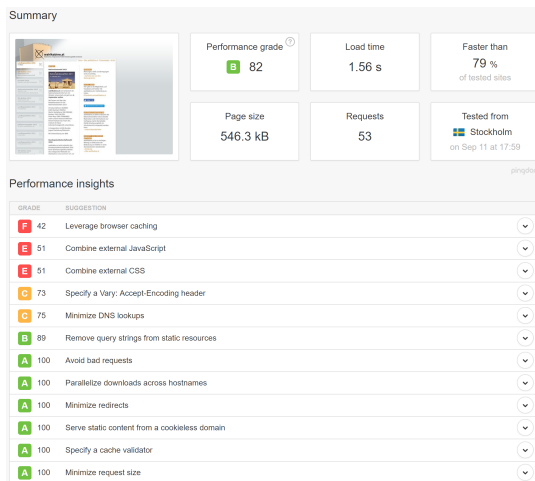 Summary
Performance grade ?
B 82
Load time
1.56 s
Faster than
79 %
of tested sites
Page size
546.3 kB
Requests
53
Tested from
Stockholm
on Sep 11 at 17:59
Performance insights
GRADE SUGGESTION
F 42 Leverage browser caching
E 51 Combine external JavaScript
E 51 Combine external CSS
C 73 Specify a Vary: Accept-Encoding header
C 75 Minimize DNS lookups
B 89 Remove query strings from static resources
A 100 Avoid bad requests
A 100 Parallelize downloads across hostnames
A 100 Minimize redirects
A 100 Serve static content from a cookieless domain
A 100 Specify a cache validator
A 100 Minimize request size